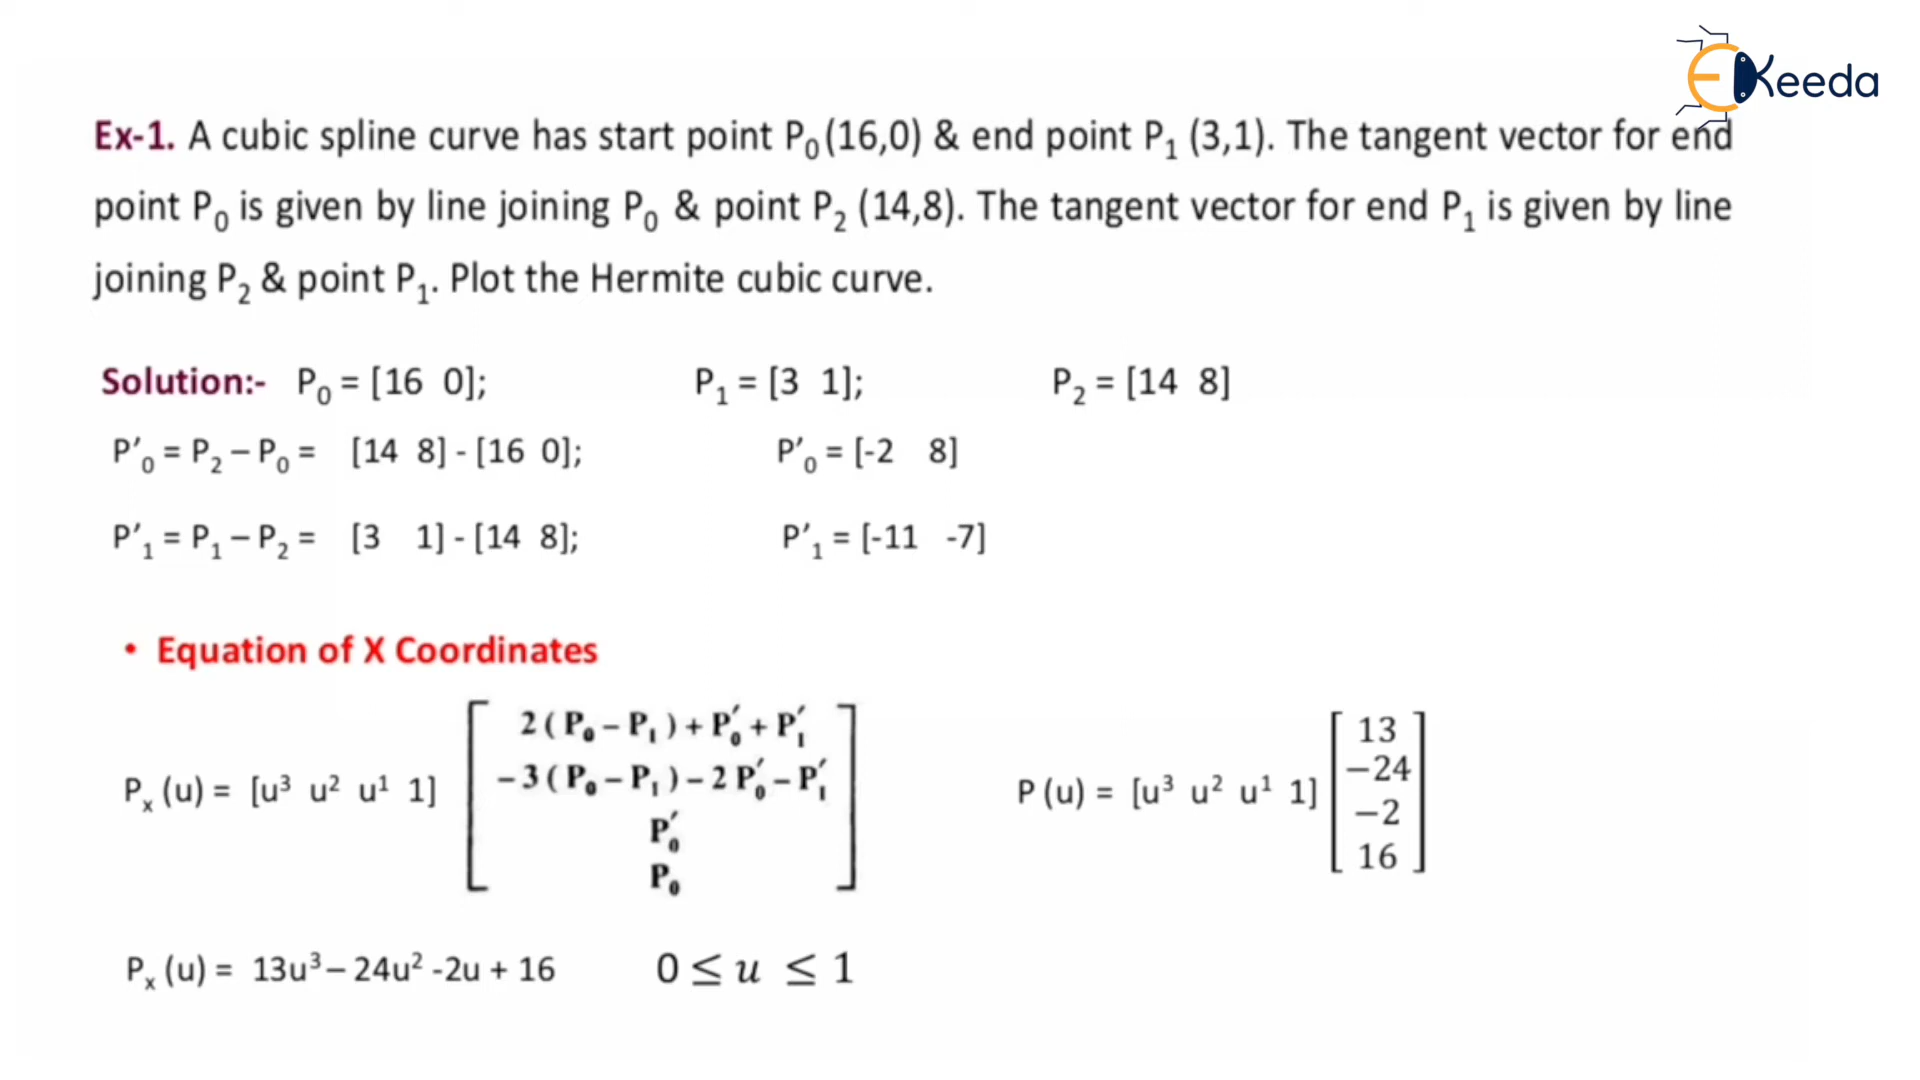 EKeeda
Ex-1. A cubic spline curve has start point P₀(16,0) & end point P₁ (3,1). The tangent vector for end
point P₀ is given by line joining P₀ & point P₂ (14,8). The tangent vector for end P₁ is given by line
joining P₂ & point P₁. Plot the Hermite cubic curve.
Solution:- P₀ = [16 0]; P₁ = [3 1]; P₂ = [14 8]
P′₀ = P₂ – P₀ = [14 8] - [16 0]; P′₀ = [-2 8]
P′₁ = P₁ – P₂ = [3 1] - [14 8]; P′₁ = [-11 -7]
• Equation of X Coordinates
Pₓ (u) = [u³ u² u¹ 1] [ 2 ( P₀ – P₁ ) + P′₀ + P′₁
– 3 ( P₀ – P₁ ) – 2 P′₀ – P′₁
P′₀
P₀ ]
P (u) = [u³ u² u¹ 1] [ 13
−24
−2
16 ]
Pₓ (u) = 13u³ – 24u² -2u + 16 0 ≤ u ≤ 1